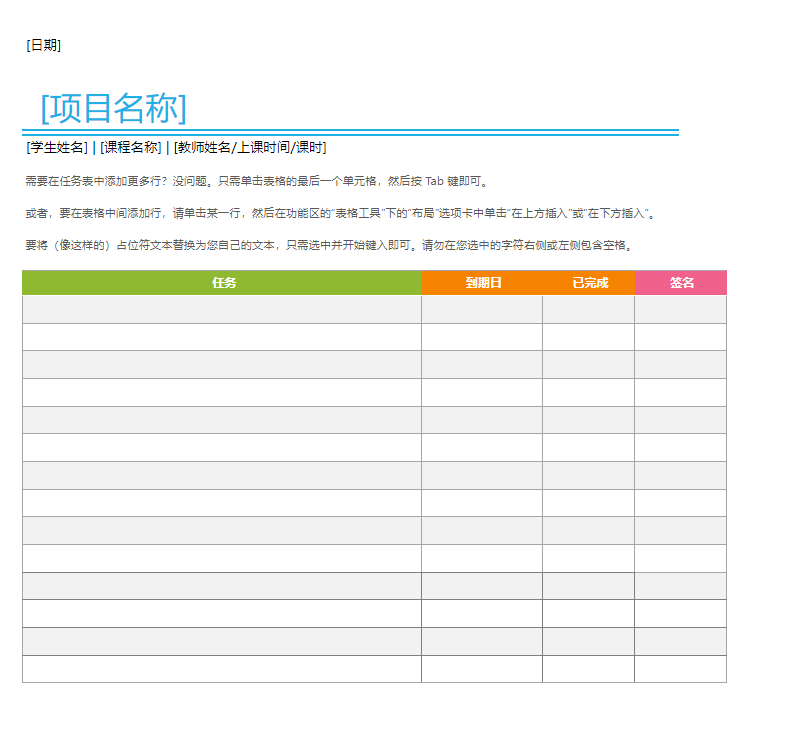 [日期]
[项目名称]
[学生姓名] | [课程名称] | [教师姓名/上课时间/课时]
需要在任务表中添加更多行？没问题。只需单击表格的最后一个单元格，然后按 Tab 键即可。
或者，要在表格中间添加行，请单击某一行，然后在功能区的“表格工具”下的“布局”选项卡中单击“在上方插入”或“在下方插入”。
要将（像这样的）占位符文本替换为您自己的文本，只需选中并开始键入即可。请勿在您选中的字符右侧或左侧包含空格。
任务 到期日 已完成 签名